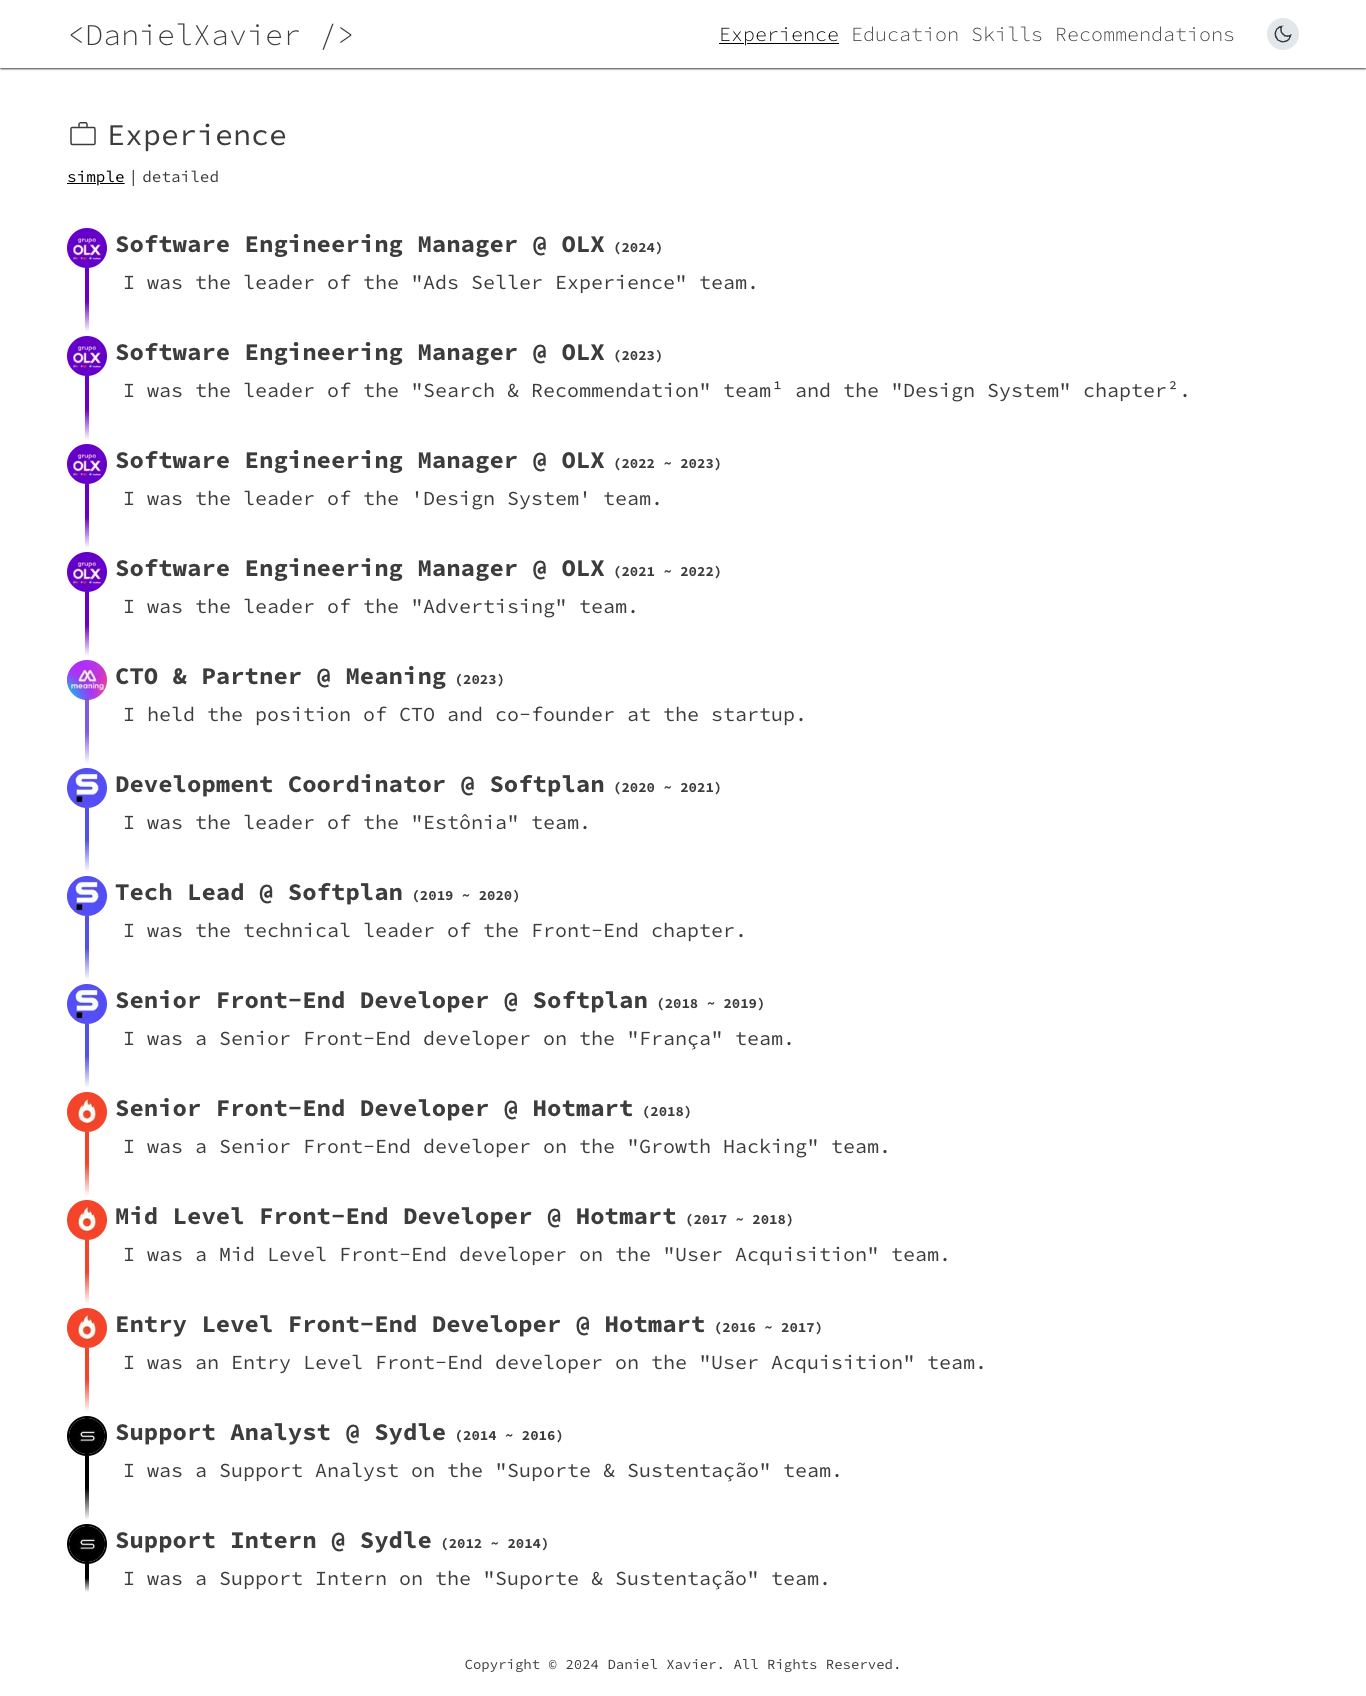 <DanielXavier />
Experience Education Skills Recommendations
Experience
simple | detailed
grupo
OLX
Software Engineering Manager @ OLX (2024)
I was the leader of the "Ads Seller Experience" team.
grupo
OLX
Software Engineering Manager @ OLX (2023)
I was the leader of the "Search & Recommendation" team¹ and the "Design System" chapter².
grupo
OLX
Software Engineering Manager @ OLX (2022 ~ 2023)
I was the leader of the 'Design System' team.
grupo
OLX
Software Engineering Manager @ OLX (2021 ~ 2022)
I was the leader of the "Advertising" team.
meaning
CTO & Partner @ Meaning (2023)
I held the position of CTO and co-founder at the startup.
Development Coordinator @ Softplan (2020 ~ 2021)
I was the leader of the "Estônia" team.
Tech Lead @ Softplan (2019 ~ 2020)
I was the technical leader of the Front-End chapter.
Senior Front-End Developer @ Softplan (2018 ~ 2019)
I was a Senior Front-End developer on the "França" team.
Senior Front-End Developer @ Hotmart (2018)
I was a Senior Front-End developer on the "Growth Hacking" team.
Mid Level Front-End Developer @ Hotmart (2017 ~ 2018)
I was a Mid Level Front-End developer on the "User Acquisition" team.
Entry Level Front-End Developer @ Hotmart (2016 ~ 2017)
I was an Entry Level Front-End developer on the "User Acquisition" team.
Support Analyst @ Sydle (2014 ~ 2016)
I was a Support Analyst on the "Suporte & Sustentação" team.
Support Intern @ Sydle (2012 ~ 2014)
I was a Support Intern on the "Suporte & Sustentação" team.
Copyright © 2024 Daniel Xavier. All Rights Reserved.